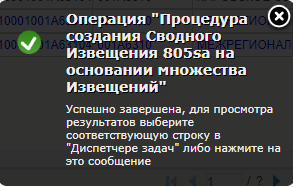 Операция "Процедура
создания Сводного
Извещения 805sa на
основании множества
Извещений"
Успешно завершена, для просмотра
результатов выберите
соответствующую строку в
"Диспетчере задач" либо нажмите на
это сообщение